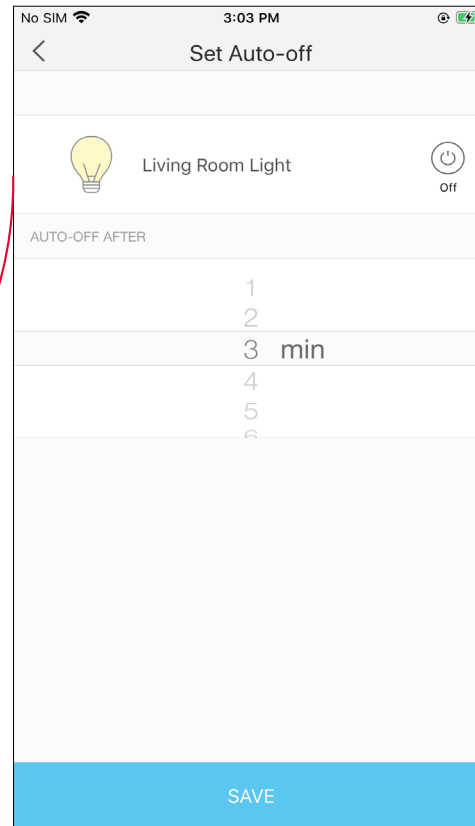 No SIM 3:03 PM
Set Auto-off
Living Room Light
Off
AUTO-OFF AFTER
1
2
3 min
4
5
6
SAVE